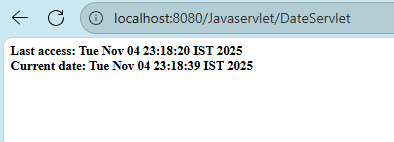 localhost:8080/Javaservlet/DateServlet
Last access: Tue Nov 04 23:18:20 IST 2025
Current date: Tue Nov 04 23:18:39 IST 2025